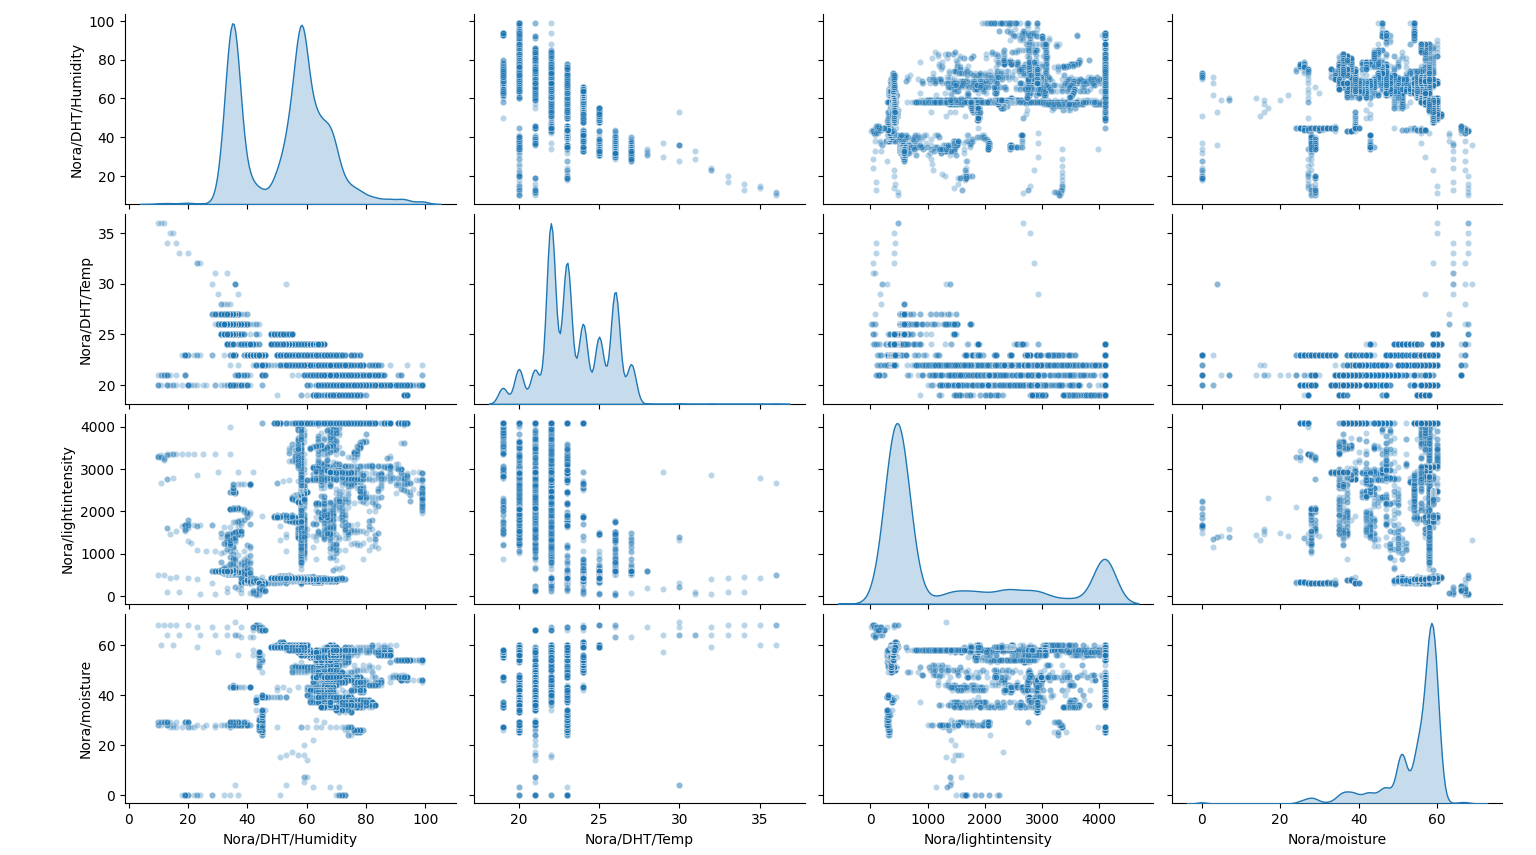 100
80
60
40
20
Nora/DHT/Humidity
35
30
25
20
Nora/DHT/Temp
4000
3000
2000
1000
0
Nora/lightintensity
60
40
20
0
Nora/moisture
0 20 40 60 80 100
20 25 30 35
0 1000 2000 3000 4000
0 20 40 60
Nora/DHT/Humidity
Nora/DHT/Temp
Nora/lightintensity
Nora/moisture